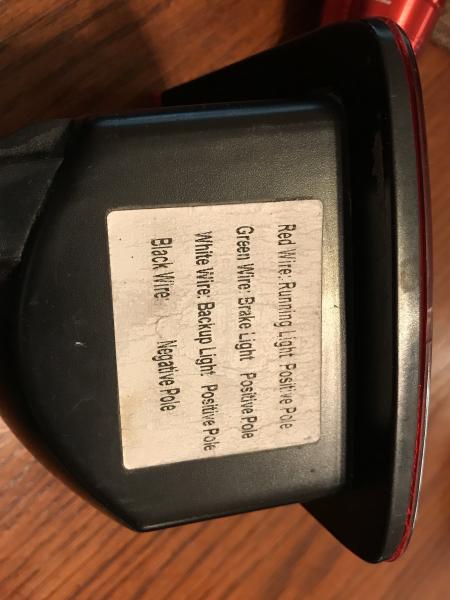 Red Wire: Running Light Positive Pole
Green Wire: Brake Light Positive Pole
White Wire: Backup Light Positive Pole
Black Wire: Negative Pole